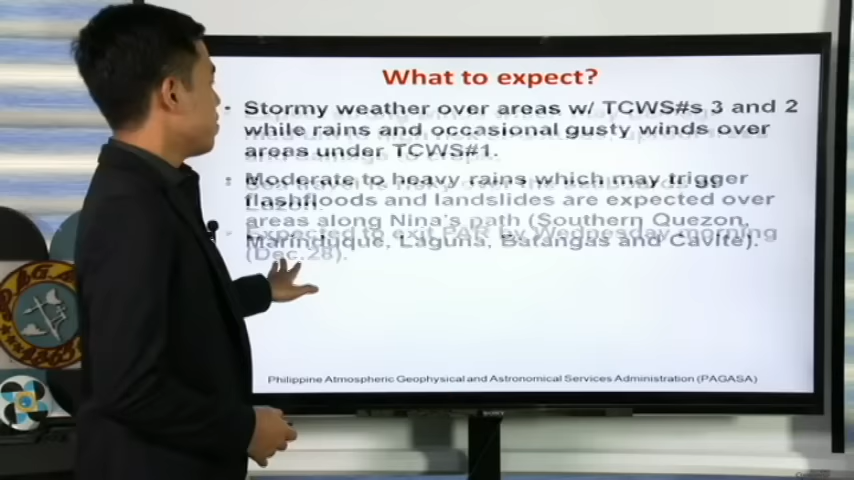 What to expect?
• Stormy weather over areas w/ TCWS#s 3 and 2
while rains and occasional gusty winds over
areas under TCWS#1.
• Moderate to heavy rains which may trigger
flashfloods and landslides are expected over
areas along Nina's path (Southern Quezon,
Marinduque, Laguna, Batangas and Cavite).
Expected to exit PAR by Wednesday morning
(Dec.28).
Philippine Atmospheric Geophysical and Astronomical Services Administration (PAGASA)
SONY
PAGASA
1865